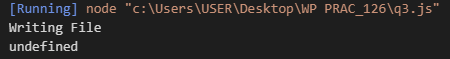 [Running] node "c:\Users\USER\Desktop\WP PRAC_126\q3.js"
Writing File
undefined